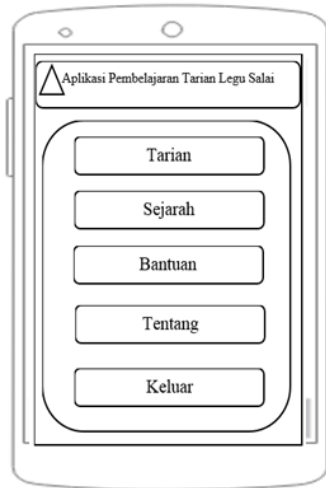 Aplikasi Pembelajaran Tarian Legu Salai
Tarian
Sejarah
Bantuan
Tentang
Keluar